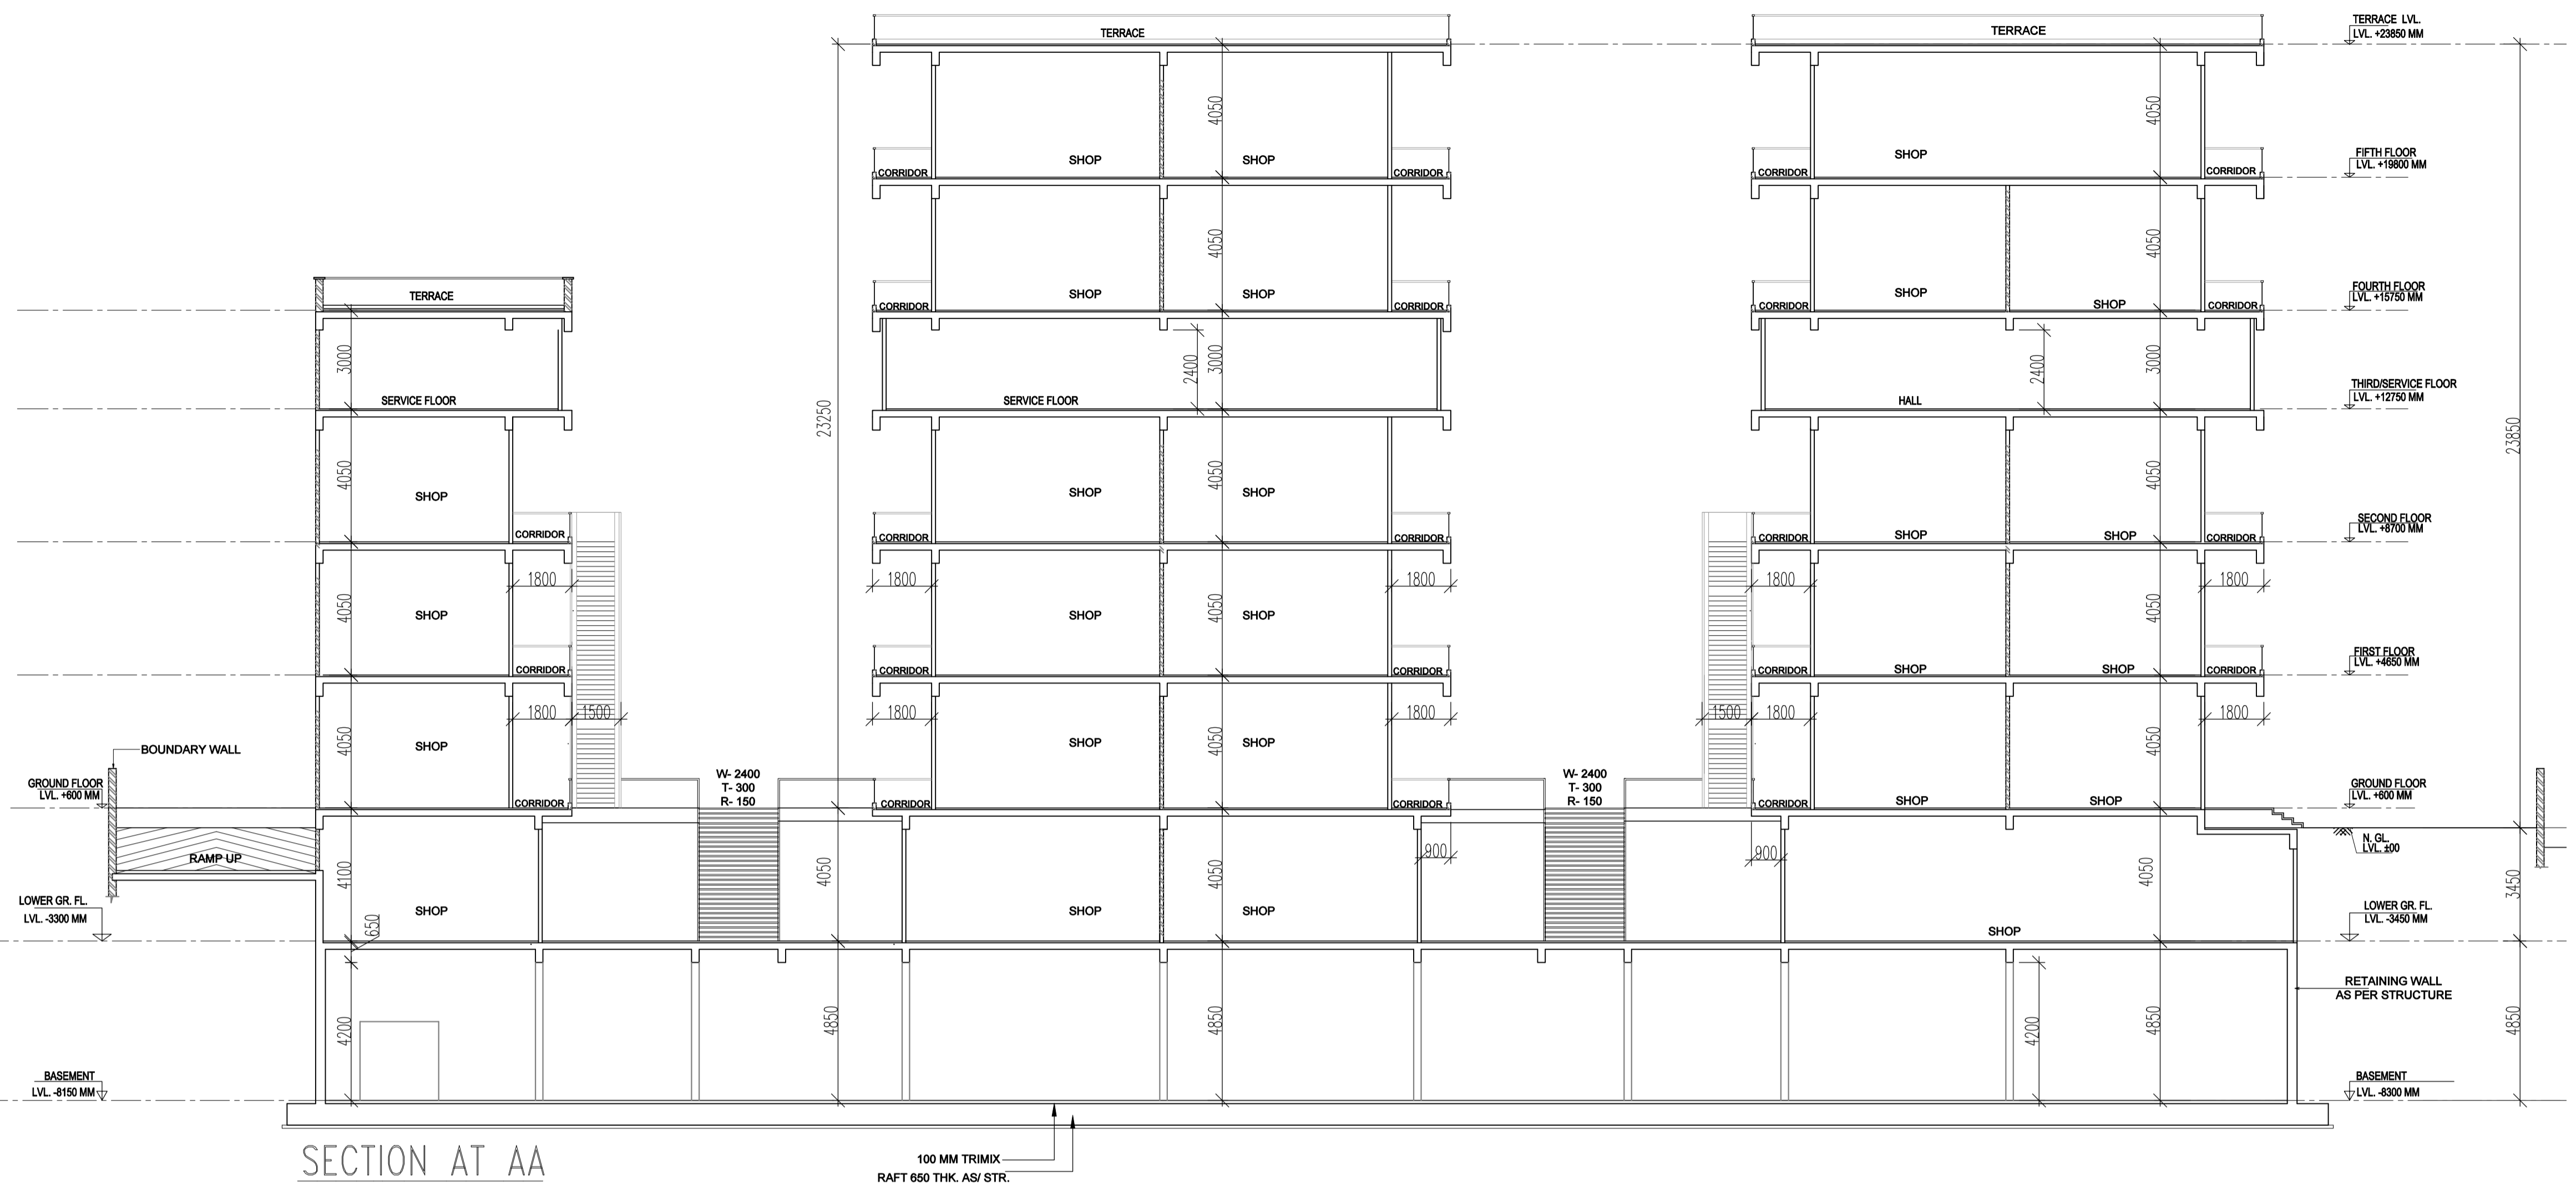 TERRACE
TERRACE
TERRACE LVL.
LVL. +23850 MM
4050
4050
SHOP
SHOP
SHOP
CORRIDOR
CORRIDOR
CORRIDOR
CORRIDOR
FIFTH FLOOR
LVL. +19800 MM
4050
4050
TERRACE
SHOP
SHOP
SHOP
SHOP
CORRIDOR
CORRIDOR
CORRIDOR
CORRIDOR
FOURTH FLOOR
LVL. +15750 MM
3000
2400
3000
2400
3000
SERVICE FLOOR
SERVICE FLOOR
HALL
THIRD/SERVICE FLOOR
LVL. +12750 MM
23250
23850
4050
4050
4050
SHOP
SHOP
SHOP
CORRIDOR
CORRIDOR
CORRIDOR
CORRIDOR
SHOP
SHOP
CORRIDOR
SECOND FLOOR
LVL. +8700 MM
1800
1800
1800
1800
1800
4050
4050
4050
SHOP
SHOP
SHOP
CORRIDOR
CORRIDOR
CORRIDOR
CORRIDOR
SHOP
SHOP
CORRIDOR
FIRST FLOOR
LVL. +4650 MM
1800
1500
1800
1800
1500
1800
1800
4050
4050
4050
SHOP
SHOP
SHOP
BOUNDARY WALL
W- 2400
T- 300
R- 150
W- 2400
T- 300
R- 150
GROUND FLOOR
LVL. +600 MM
CORRIDOR
CORRIDOR
CORRIDOR
CORRIDOR
SHOP
SHOP
GROUND FLOOR
LVL. +600 MM
N. GL.
LVL. ±00
RAMP UP
4100
4050
4050
900
900
4050
3450
LOWER GR. FL.
LVL. -3300 MM
SHOP
SHOP
SHOP
SHOP
LOWER GR. FL.
LVL. -3450 MM
650
RETAINING WALL
AS PER STRUCTURE
4200
4850
4850
4200
4850
4850
BASEMENT
LVL. -8150 MM
BASEMENT
LVL. -8300 MM
SECTION AT AA
100 MM TRIMIX
RAFT 650 THK. AS/ STR.